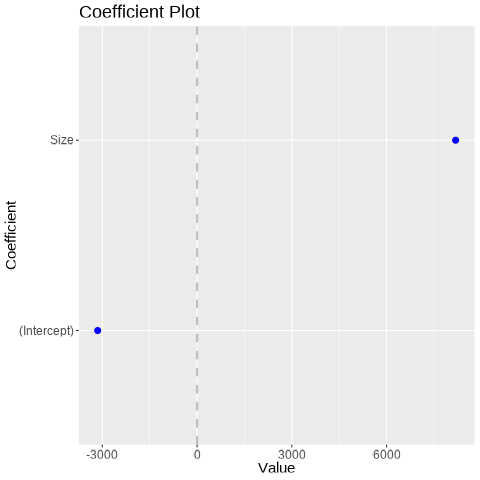 Coefficient Plot
Size
Coefficient
(Intercept)
-3000 0 3000 6000
Value